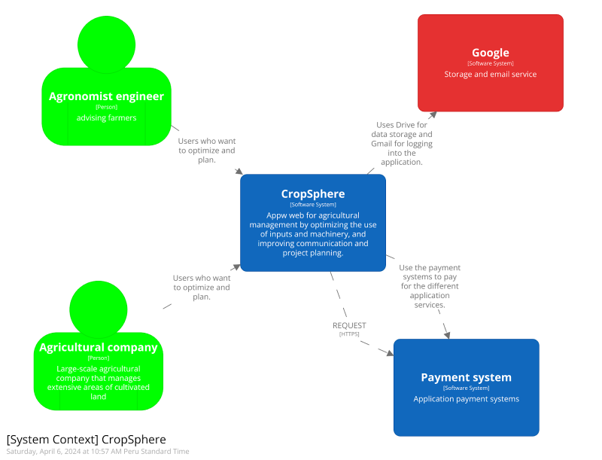 Agronomist engineer
[Person]
advising farmers
Google
[Software System]
Storage and email service
Users who want
to optimize and
plan.
Uses Drive for
data storage and
Gmail for logging
into the
application.
CropSphere
[Software System]
Appw web for agricultural
management by optimizing the use
of inputs and machinery, and
improving communication and
project planning.
Users who want
to optimize and
plan.
Use the payment
systems to pay
for the different
application
services.
REQUEST
[HTTPS]
Agricultural company
[Person]
Large-scale agricultural
company that manages
extensive areas of cultivated
land
Payment system
[Software System]
Application payment systems
[System Context] CropSphere
Saturday, April 6, 2024 at 10:57 AM Peru Standard Time